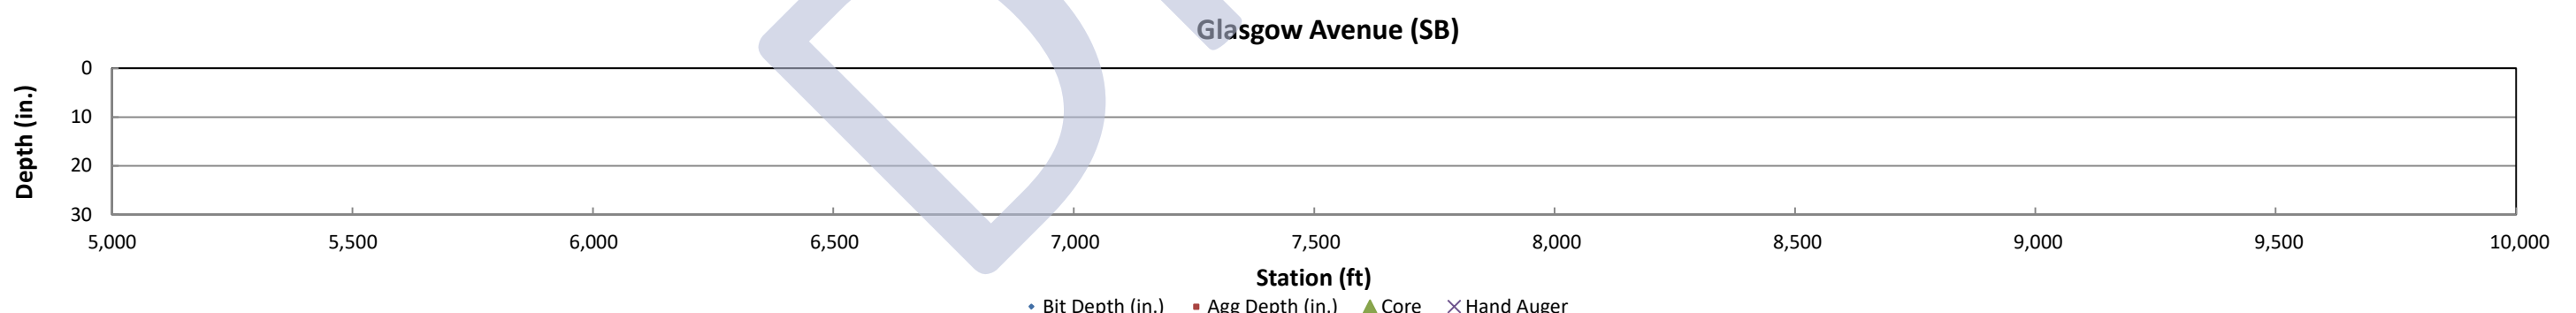 Glasgow Avenue (SB)
Depth (in.)
0
10
20
30
5,000 5,500 6,000 6,500 7,000 7,500 8,000 8,500 9,000 9,500 10,000
Station (ft)
Bit Depth (in.) Agg Depth (in.) Core Hand Auger